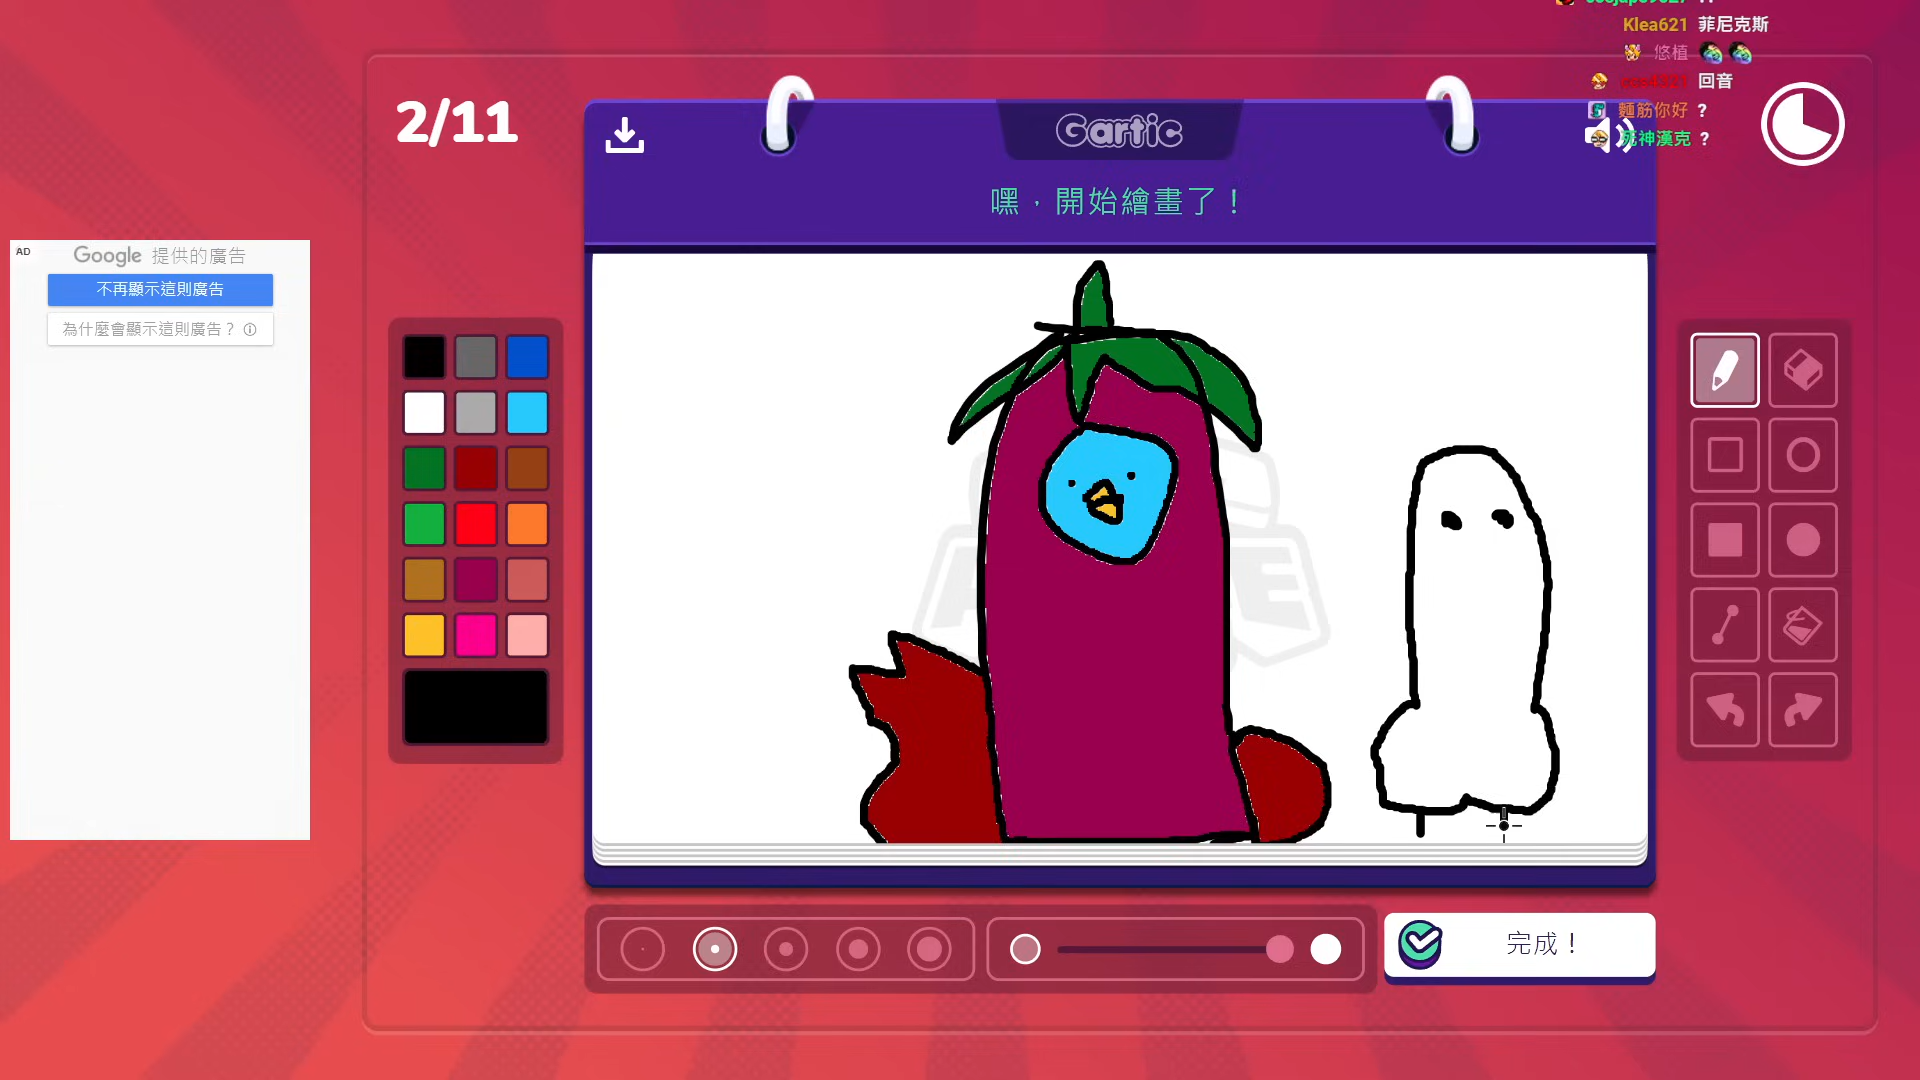 Klea621 菲尼克斯
悠植
回音
麵筋你好 ?
死神漢克 ?
2/11
Gartic
嘿，開始繪畫了！
AD
Google 提供的廣告
不再顯示這則廣告
為什麼會顯示這則廣告？
完成！